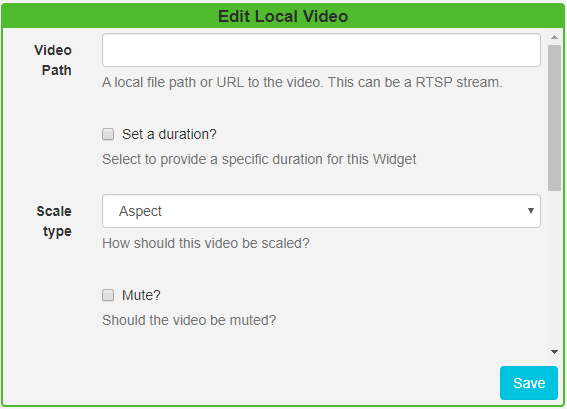 Edit Local Video
Video
Path
A local file path or URL to the video. This can be a RTSP stream.
Set a duration?
Select to provide a specific duration for this Widget
Scale
type
Aspect
How should this video be scaled?
Mute?
Should the video be muted?
Save